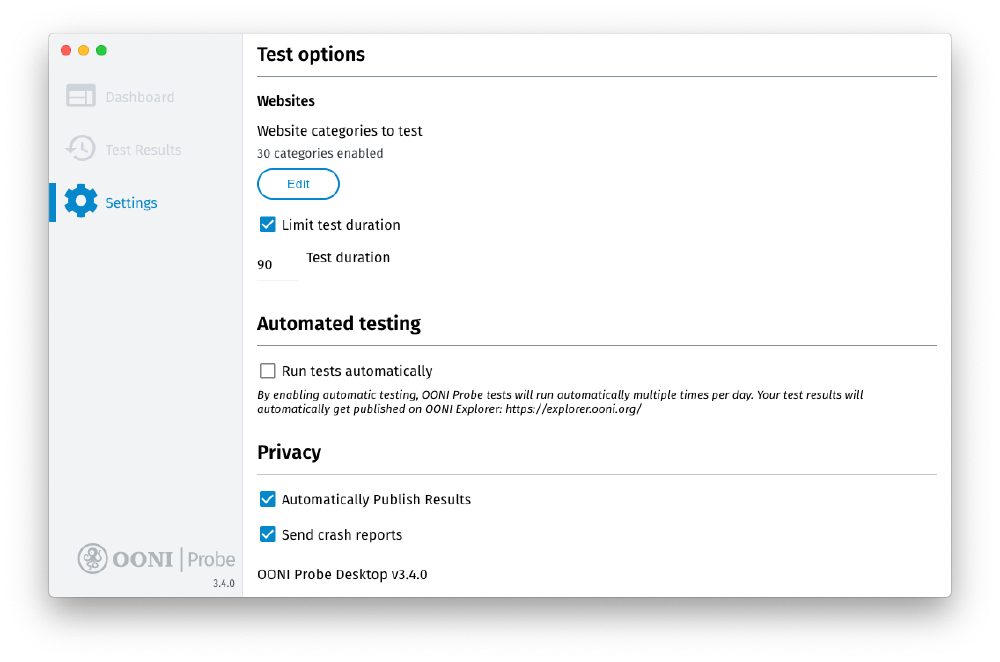 Dashboard
Test Results
Settings
OONI Probe
3.4.0
Test options
Websites
Website categories to test
30 categories enabled
Edit
Limit test duration
90 Test duration
Automated testing
Run tests automatically
By enabling automatic testing, OONI Probe tests will run automatically multiple times per day. Your test results will
automatically get published on OONI Explorer: https://explorer.ooni.org/
Privacy
Automatically Publish Results
Send crash reports
OONI Probe Desktop v3.4.0